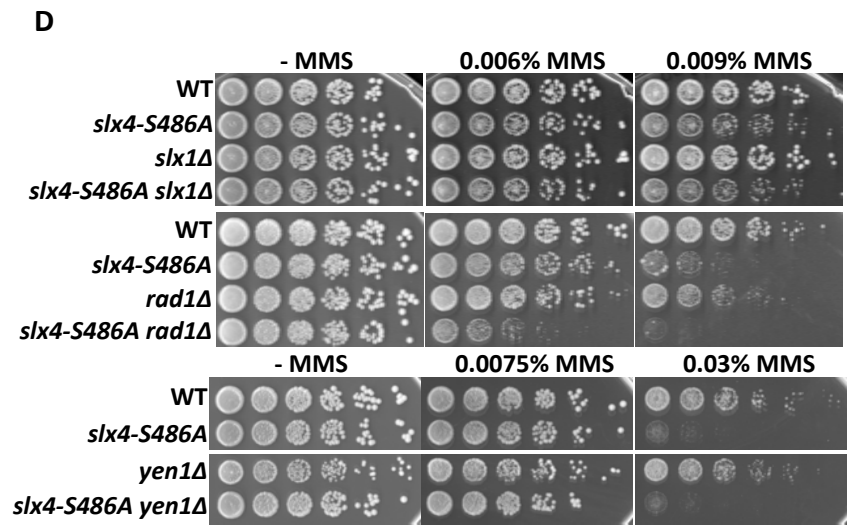 D
- MMS 0.006% MMS 0.009% MMS
WT
slx4-S486A
slx1Δ
slx4-S486A slx1Δ
WT
slx4-S486A
rad1Δ
slx4-S486A rad1Δ
- MMS 0.0075% MMS 0.03% MMS
WT
slx4-S486A
yen1Δ
slx4-S486A yen1Δ